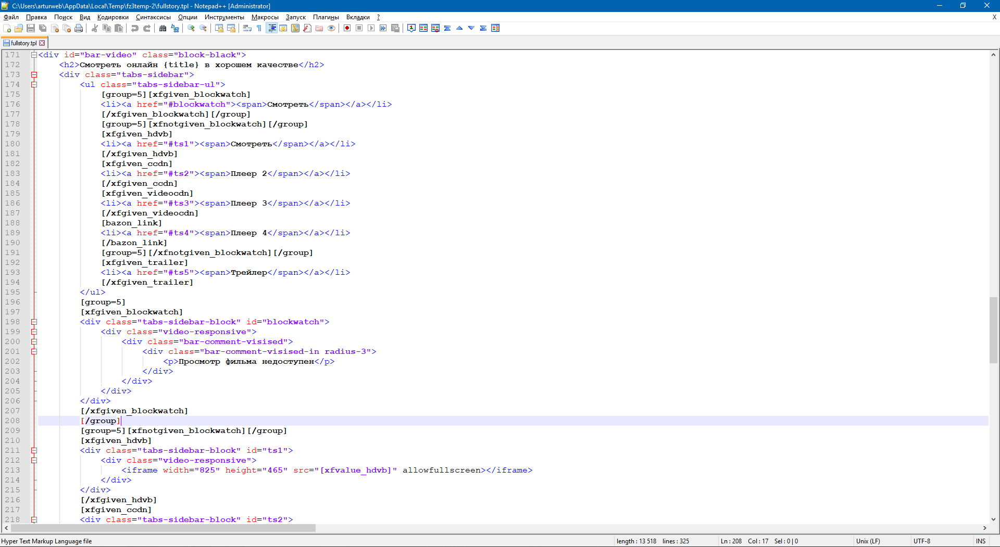 C:\Users\arturweb\AppData\Local\Temp\fz3temp-2\fullstory.tpl - Notepad++ [Administrator]
Файл Правка Поиск Вид Кодировки Синтаксисы Опции Инструменты Макросы Запуск Плагины Вкладки ? X
fullstory.tpl
171 <div id="bar-video" class="block-black">
172 <h2>Смотреть онлайн {title} в хорошем качестве</h2>
173 <div class="tabs-sidebar">
174 <ul class="tabs-sidebar-ul">
175 [group=5][xfgiven_blockwatch]
176 <li><a href="#blockwatch"><span>Смотреть</span></a></li>
177 [/xfgiven_blockwatch][/group]
178 [group=5][xfnotgiven_blockwatch][/group]
179 [xfgiven_hdvb]
180 <li><a href="#ts1"><span>Смотреть</span></a></li>
181 [/xfgiven_hdvb]
182 [xfgiven_ccdn]
183 <li><a href="#ts2"><span>Плеер 2</span></a></li>
184 [/xfgiven_ccdn]
185 [xfgiven_videocdn]
186 <li><a href="#ts3"><span>Плеер 3</span></a></li>
187 [/xfgiven_videocdn]
188 [bazon_link]
189 <li><a href="#ts4"><span>Плеер 4</span></a></li>
190 [/bazon_link]
191 [group=5][/xfnotgiven_blockwatch][/group]
192 [xfgiven_trailer]
193 <li><a href="#ts5"><span>Трейлер</span></a></li>
194 [/xfgiven_trailer]
195 </ul>
196 [group=5]
197 [xfgiven_blockwatch]
198 <div class="tabs-sidebar-block" id="blockwatch">
199 <div class="video-responsive">
200 <div class="bar-comment-visised">
201 <div class="bar-comment-visised-in radius-3">
202 <p>Просмотр фильма недоступен</p>
203 </div>
204 </div>
205 </div>
206 </div>
207 [/xfgiven_blockwatch]
208 [/group]
209 [group=5][xfnotgiven_blockwatch][/group]
210 [xfgiven_hdvb]
211 <div class="tabs-sidebar-block" id="ts1">
212 <div class="video-responsive">
213 <iframe width="825" height="465" src="[xfvalue_hdvb]" allowfullscreen></iframe>
214 </div>
215 </div>
216 [/xfgiven_hdvb]
217 [xfgiven_ccdn]
218 <div class="tabs-sidebar-block" id="ts2">
Hyper Text Markup Language file length : 13 518 lines : 325 Ln : 208 Col : 17 Sel : 0 | 0 Unix (LF) UTF-8 INS